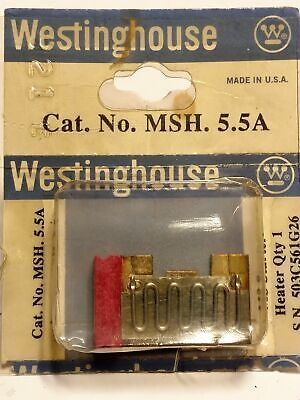 Westinghouse
W
MADE IN U.S.A.
Cat. No. MSH. 5.5A
Westinghouse
Cat. No. MSH. 5.5A
Heater Qty 1
S.N. 503C561G26